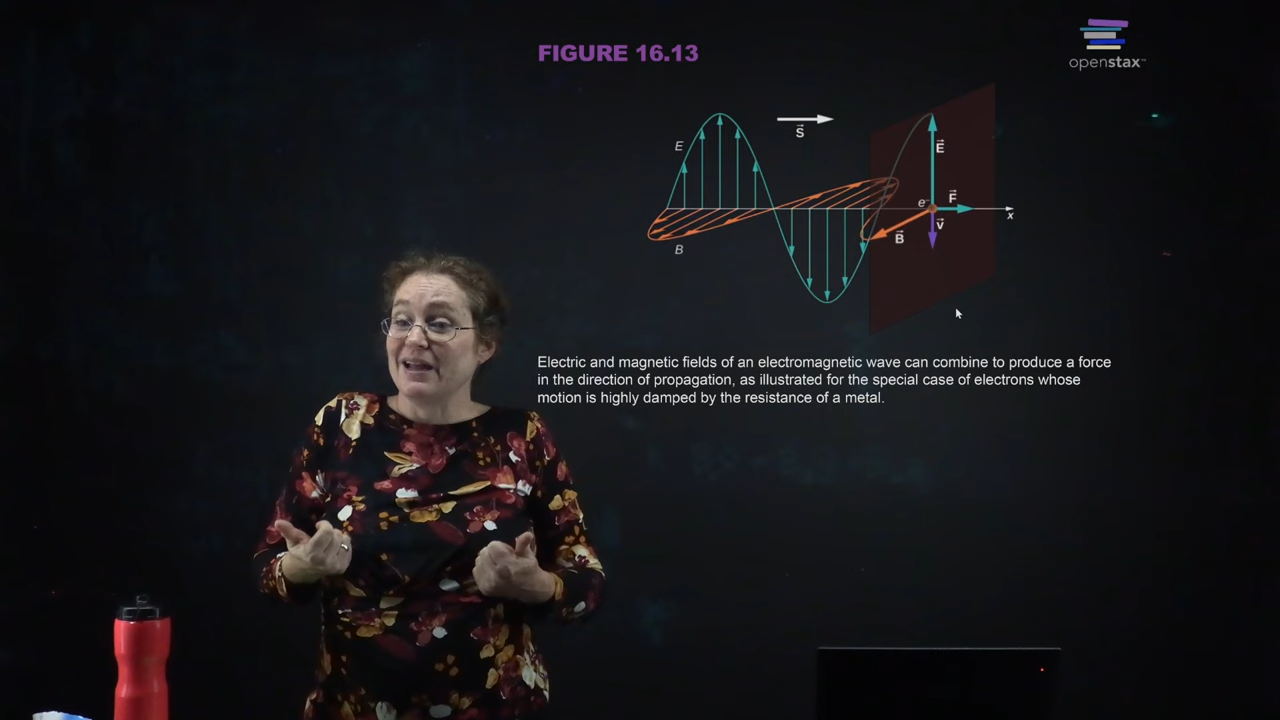 FIGURE 16.13
openstax™
E
S
E
e⁻
F
x
v
B
B
Electric and magnetic fields of an electromagnetic wave can combine to produce a force
in the direction of propagation, as illustrated for the special case of electrons whose
motion is highly damped by the resistance of a metal.